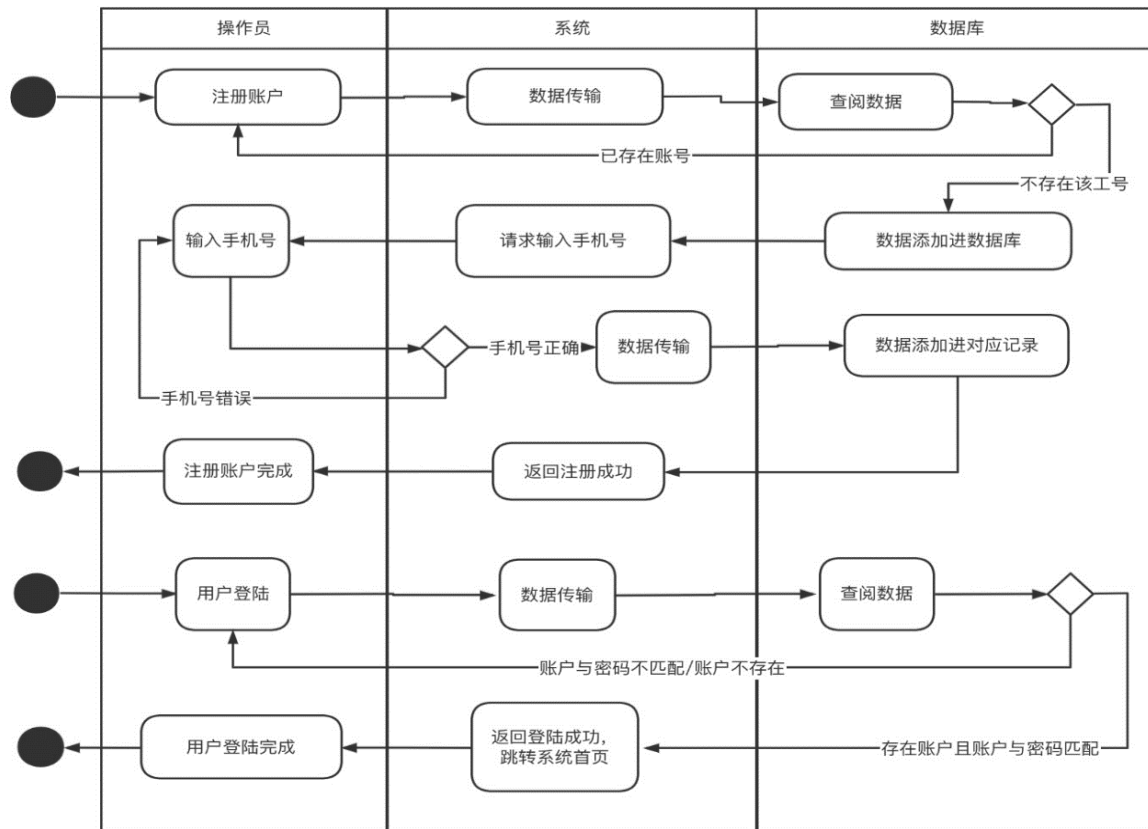 操作员
系统
数据库
注册账户
数据传输
查阅数据
已存在账号
不存在该工号
输入手机号
请求输入手机号
数据添加进数据库
手机号正确
数据传输
数据添加进对应记录
手机号错误
注册账户完成
返回注册成功
用户登陆
数据传输
查阅数据
账户与密码不匹配/账户不存在
用户登陆完成
返回登陆成功，
跳转系统首页
存在账户且账户与密码匹配